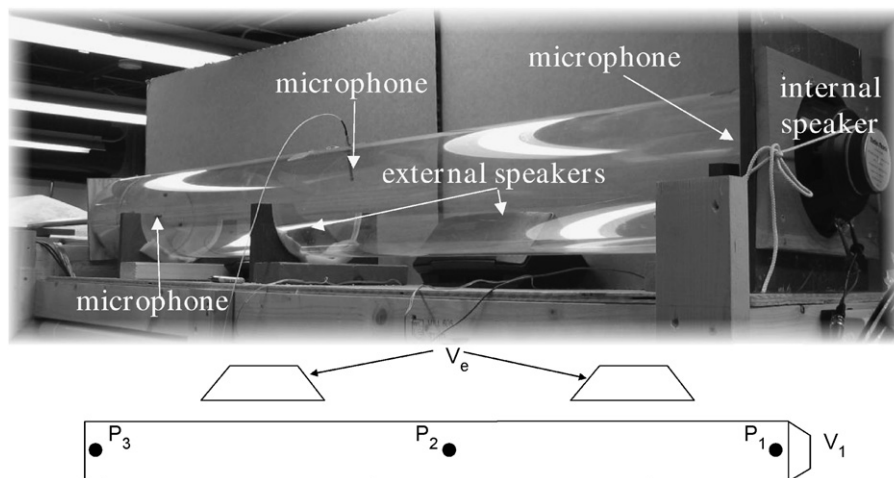 microphone
internal
speaker
microphone
external speakers
microphone
Vₑ
P₃
P₂
P₁
V₁